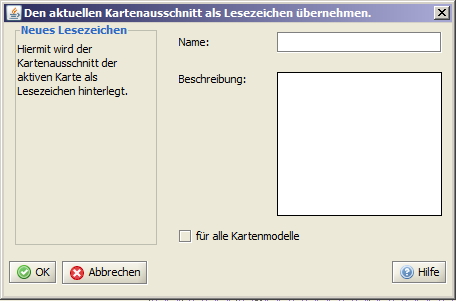 Den aktuellen Kartenausschnitt als Lesezeichen übernehmen.
Neues Lesezeichen
Hiermit wird der
Kartenausschnitt der
aktiven Karte als
Lesezeichen hinterlegt.
Name:
Beschreibung:
für alle Kartenmodelle
OK
Abbrechen
Hilfe